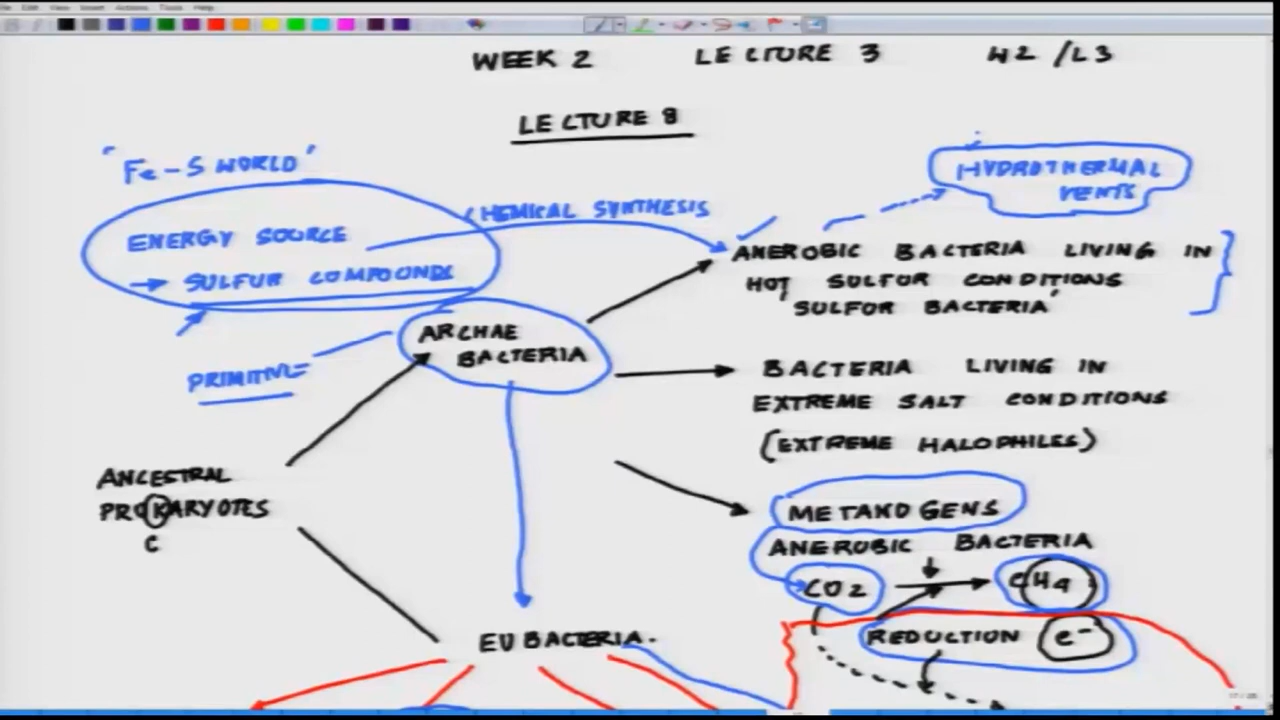 WEEK 2 LECTURE 3 W2/L3
LECTURE 8
"Fe-S WORLD"
ENERGY SOURCE
→ SULFUR COMPOUNDS
CHEMICAL SYNTHESIS
HYDROTHERMAL
VENTS
ANEROBIC BACTERIA LIVING IN
HOT SULFUR CONDITIONS
'SULFUR BACTERIA'
ARCHAE
BACTERIA
PRIMITIVE
BACTERIA LIVING IN
EXTREME SALT CONDITIONS
(EXTREME HALOPHILES)
ANCESTRAL
PROKARYOTES
C
METANOGENS
ANEROBIC BACTERIA
CO2 → CH4
REDUCTION e-
EUBACTERIA.